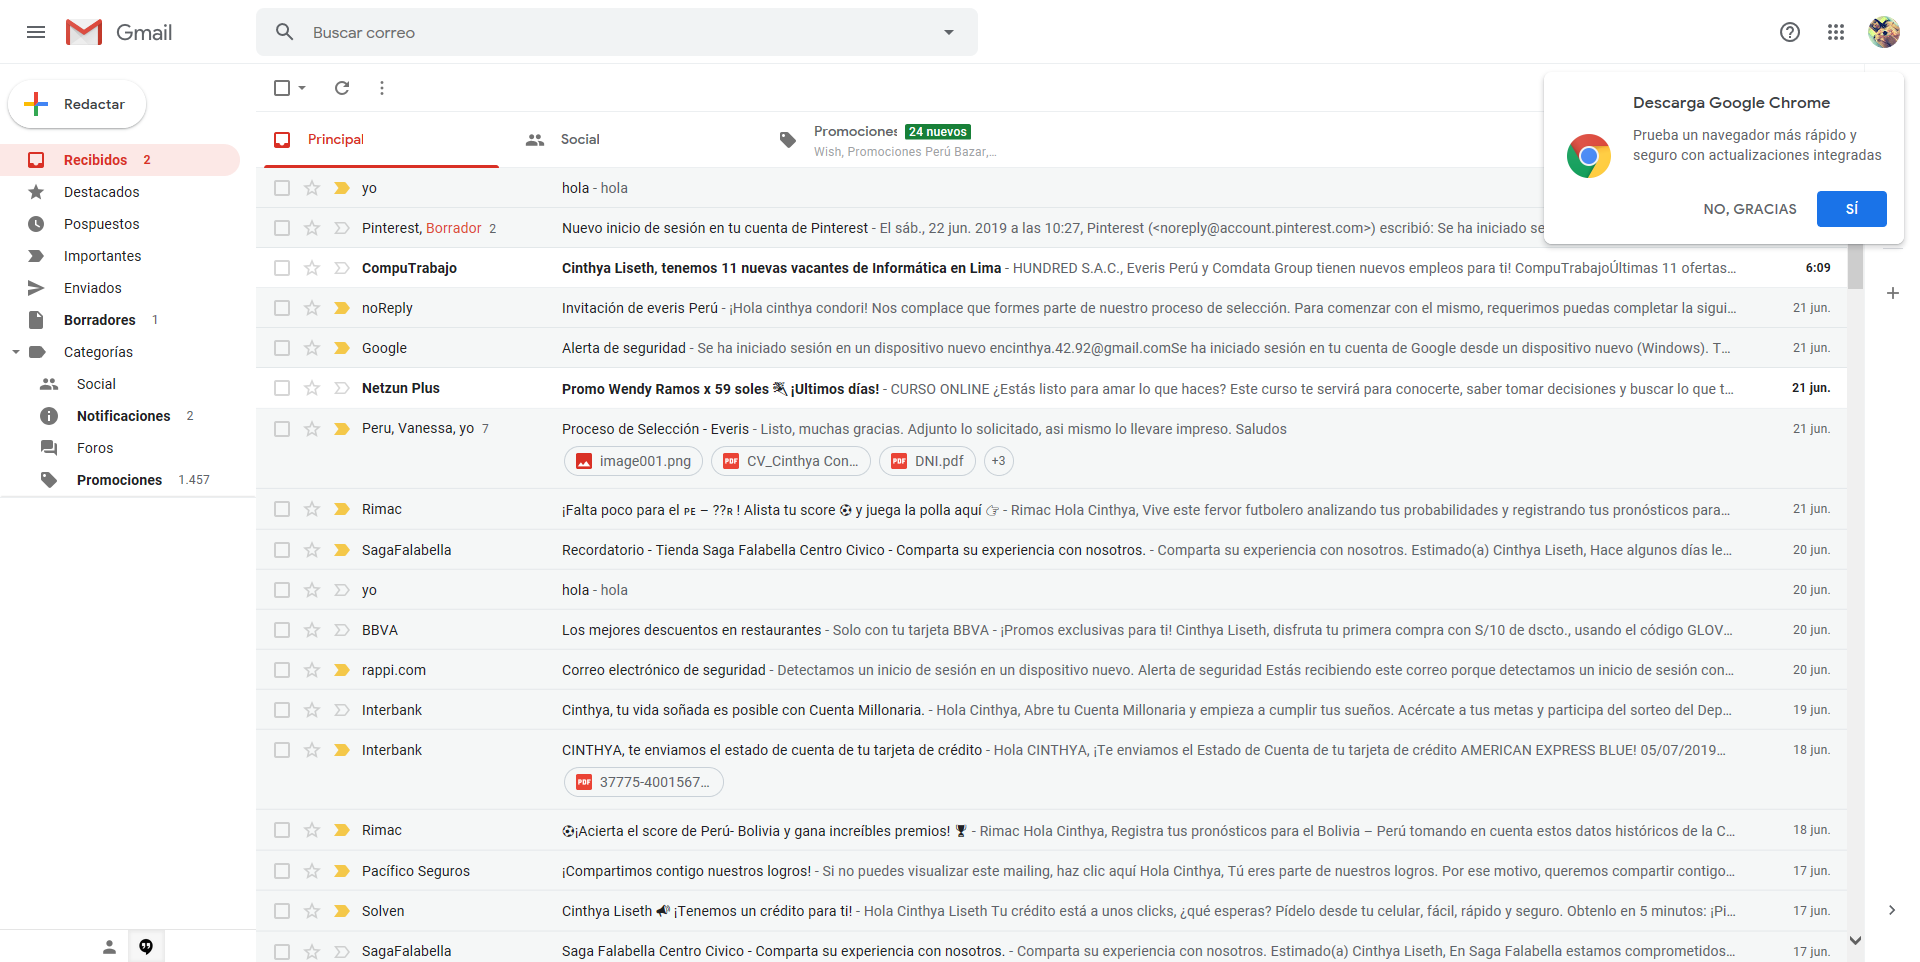 Gmail
Buscar correo
Redactar
Recibidos 2
Destacados
Pospuestos
Importantes
Enviados
Borradores 1
Categorías
Social
Notificaciones 2
Foros
Promociones 1.457
Principal
Social
Promociones 24 nuevos
Wish, Promociones Perú Bazar,…
Descarga Google Chrome
Prueba un navegador más rápido y
seguro con actualizaciones integradas
NO, GRACIAS SÍ
yo hola - hola
Pinterest, Borrador 2 Nuevo inicio de sesión en tu cuenta de Pinterest - El sáb., 22 jun. 2019 a las 10:27, Pinterest (<noreply@account.pinterest.com>) escribió: Se ha iniciado se
CompuTrabajo Cinthya Liseth, tenemos 11 nuevas vacantes de Informática en Lima - HUNDRED S.A.C., Everis Perú y Comdata Group tienen nuevos empleos para ti! CompuTrabajoÚltimas 11 ofertas… 6:09
noReply Invitación de everis Perú - ¡Hola cinthya condori! Nos complace que formes parte de nuestro proceso de selección. Para comenzar con el mismo, requerimos puedas completar la sigui… 21 jun.
Google Alerta de seguridad - Se ha iniciado sesión en un dispositivo nuevo encinthya.42.92@gmail.comSe ha iniciado sesión en tu cuenta de Google desde un dispositivo nuevo (Windows). T… 21 jun.
Netzun Plus Promo Wendy Ramos x 59 soles ¡Ultimos días! - CURSO ONLINE ¿Estás listo para amar lo que haces? Este curso te servirá para conocerte, saber tomar decisiones y buscar lo que t… 21 jun.
Peru, Vanessa, yo 7 Proceso de Selección - Everis - Listo, muchas gracias. Adjunto lo solicitado, asi mismo lo llevare impreso. Saludos 21 jun.
image001.png PDF CV_Cinthya Con… PDF DNI.pdf +3
Rimac ¡Falta poco para el PE – ??R ! Alista tu score ⚽ y juega la polla aquí 👉 - Rimac Hola Cinthya, Vive este fervor futbolero analizando tus probabilidades y registrando tus pronósticos para… 21 jun.
SagaFalabella Recordatorio - Tienda Saga Falabella Centro Civico - Comparta su experiencia con nosotros. - Comparta su experiencia con nosotros. Estimado(a) Cinthya Liseth, Hace algunos días le… 20 jun.
yo hola - hola 20 jun.
BBVA Los mejores descuentos en restaurantes - Solo con tu tarjeta BBVA - ¡Promos exclusivas para ti! Cinthya Liseth, disfruta tu primera compra con S/10 de dscto., usando el código GLOV… 20 jun.
rappi.com Correo electrónico de seguridad - Detectamos un inicio de sesión en un dispositivo nuevo. Alerta de seguridad Estás recibiendo este correo porque detectamos un inicio de sesión con… 20 jun.
Interbank Cinthya, tu vida soñada es posible con Cuenta Millonaria. - Hola Cinthya, Abre tu Cuenta Millonaria y empieza a cumplir tus sueños. Acércate a tus metas y participa del sorteo del Dep… 19 jun.
Interbank CINTHYA, te enviamos el estado de cuenta de tu tarjeta de crédito - Hola CINTHYA, ¡Te enviamos el Estado de Cuenta de tu tarjeta de crédito AMERICAN EXPRESS BLUE! 05/07/2019… 18 jun.
PDF 37775-4001567…
Rimac ⚽¡Acierta el score de Perú- Bolivia y gana increíbles premios! 🏆 - Rimac Hola Cinthya, Registra tus pronósticos para el Bolivia – Perú tomando en cuenta estos datos históricos de la C… 18 jun.
Pacífico Seguros ¡Compartimos contigo nuestros logros! - Si no puedes visualizar este mailing, haz clic aquí Hola Cinthya, Tú eres parte de nuestros logros. Por ese motivo, queremos compartir contigo… 17 jun.
Solven Cinthya Liseth 📢 ¡Tenemos un crédito para ti! - Hola Cinthya Liseth Tu crédito está a unos clicks, ¿qué esperas? Pídelo desde tu celular, fácil, rápido y seguro. Obtenlo en 5 minutos: ¡Pi… 17 jun.
SagaFalabella Saga Falabella Centro Civico - Comparta su experiencia con nosotros. - Comparta su experiencia con nosotros. Estimado(a) Cinthya Liseth, En Saga Falabella estamos comprometidos… 17 jun.